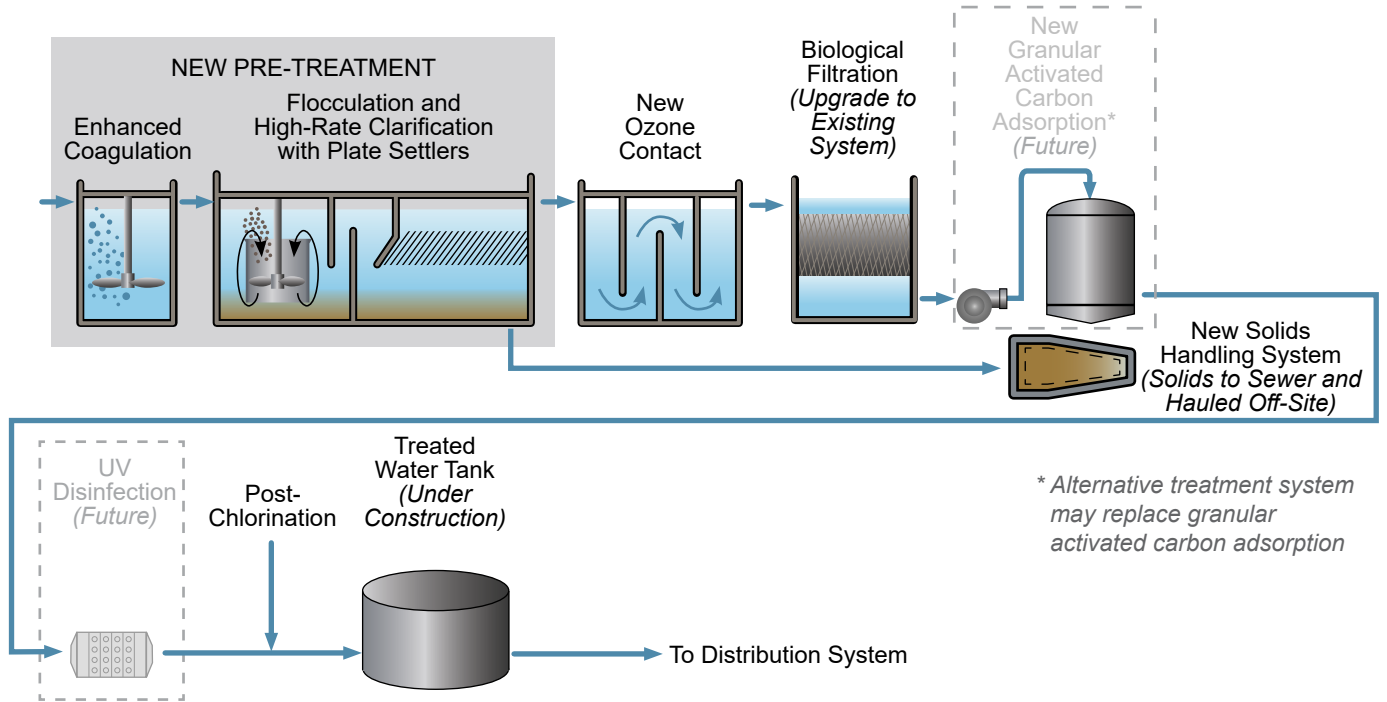 NEW PRE-TREATMENT
Enhanced
Coagulation
Flocculation and
High-Rate Clarification
with Plate Settlers
New
Ozone
Contact
Biological
Filtration
(Upgrade to
Existing
System)
New
Granular
Activated
Carbon
Adsorption*
(Future)
New Solids
Handling System
(Solids to Sewer and
Hauled Off-Site)
UV
Disinfection
(Future)
Post-
Chlorination
Treated
Water Tank
(Under
Construction)
To Distribution System
* Alternative treatment system
may replace granular
activated carbon adsorption